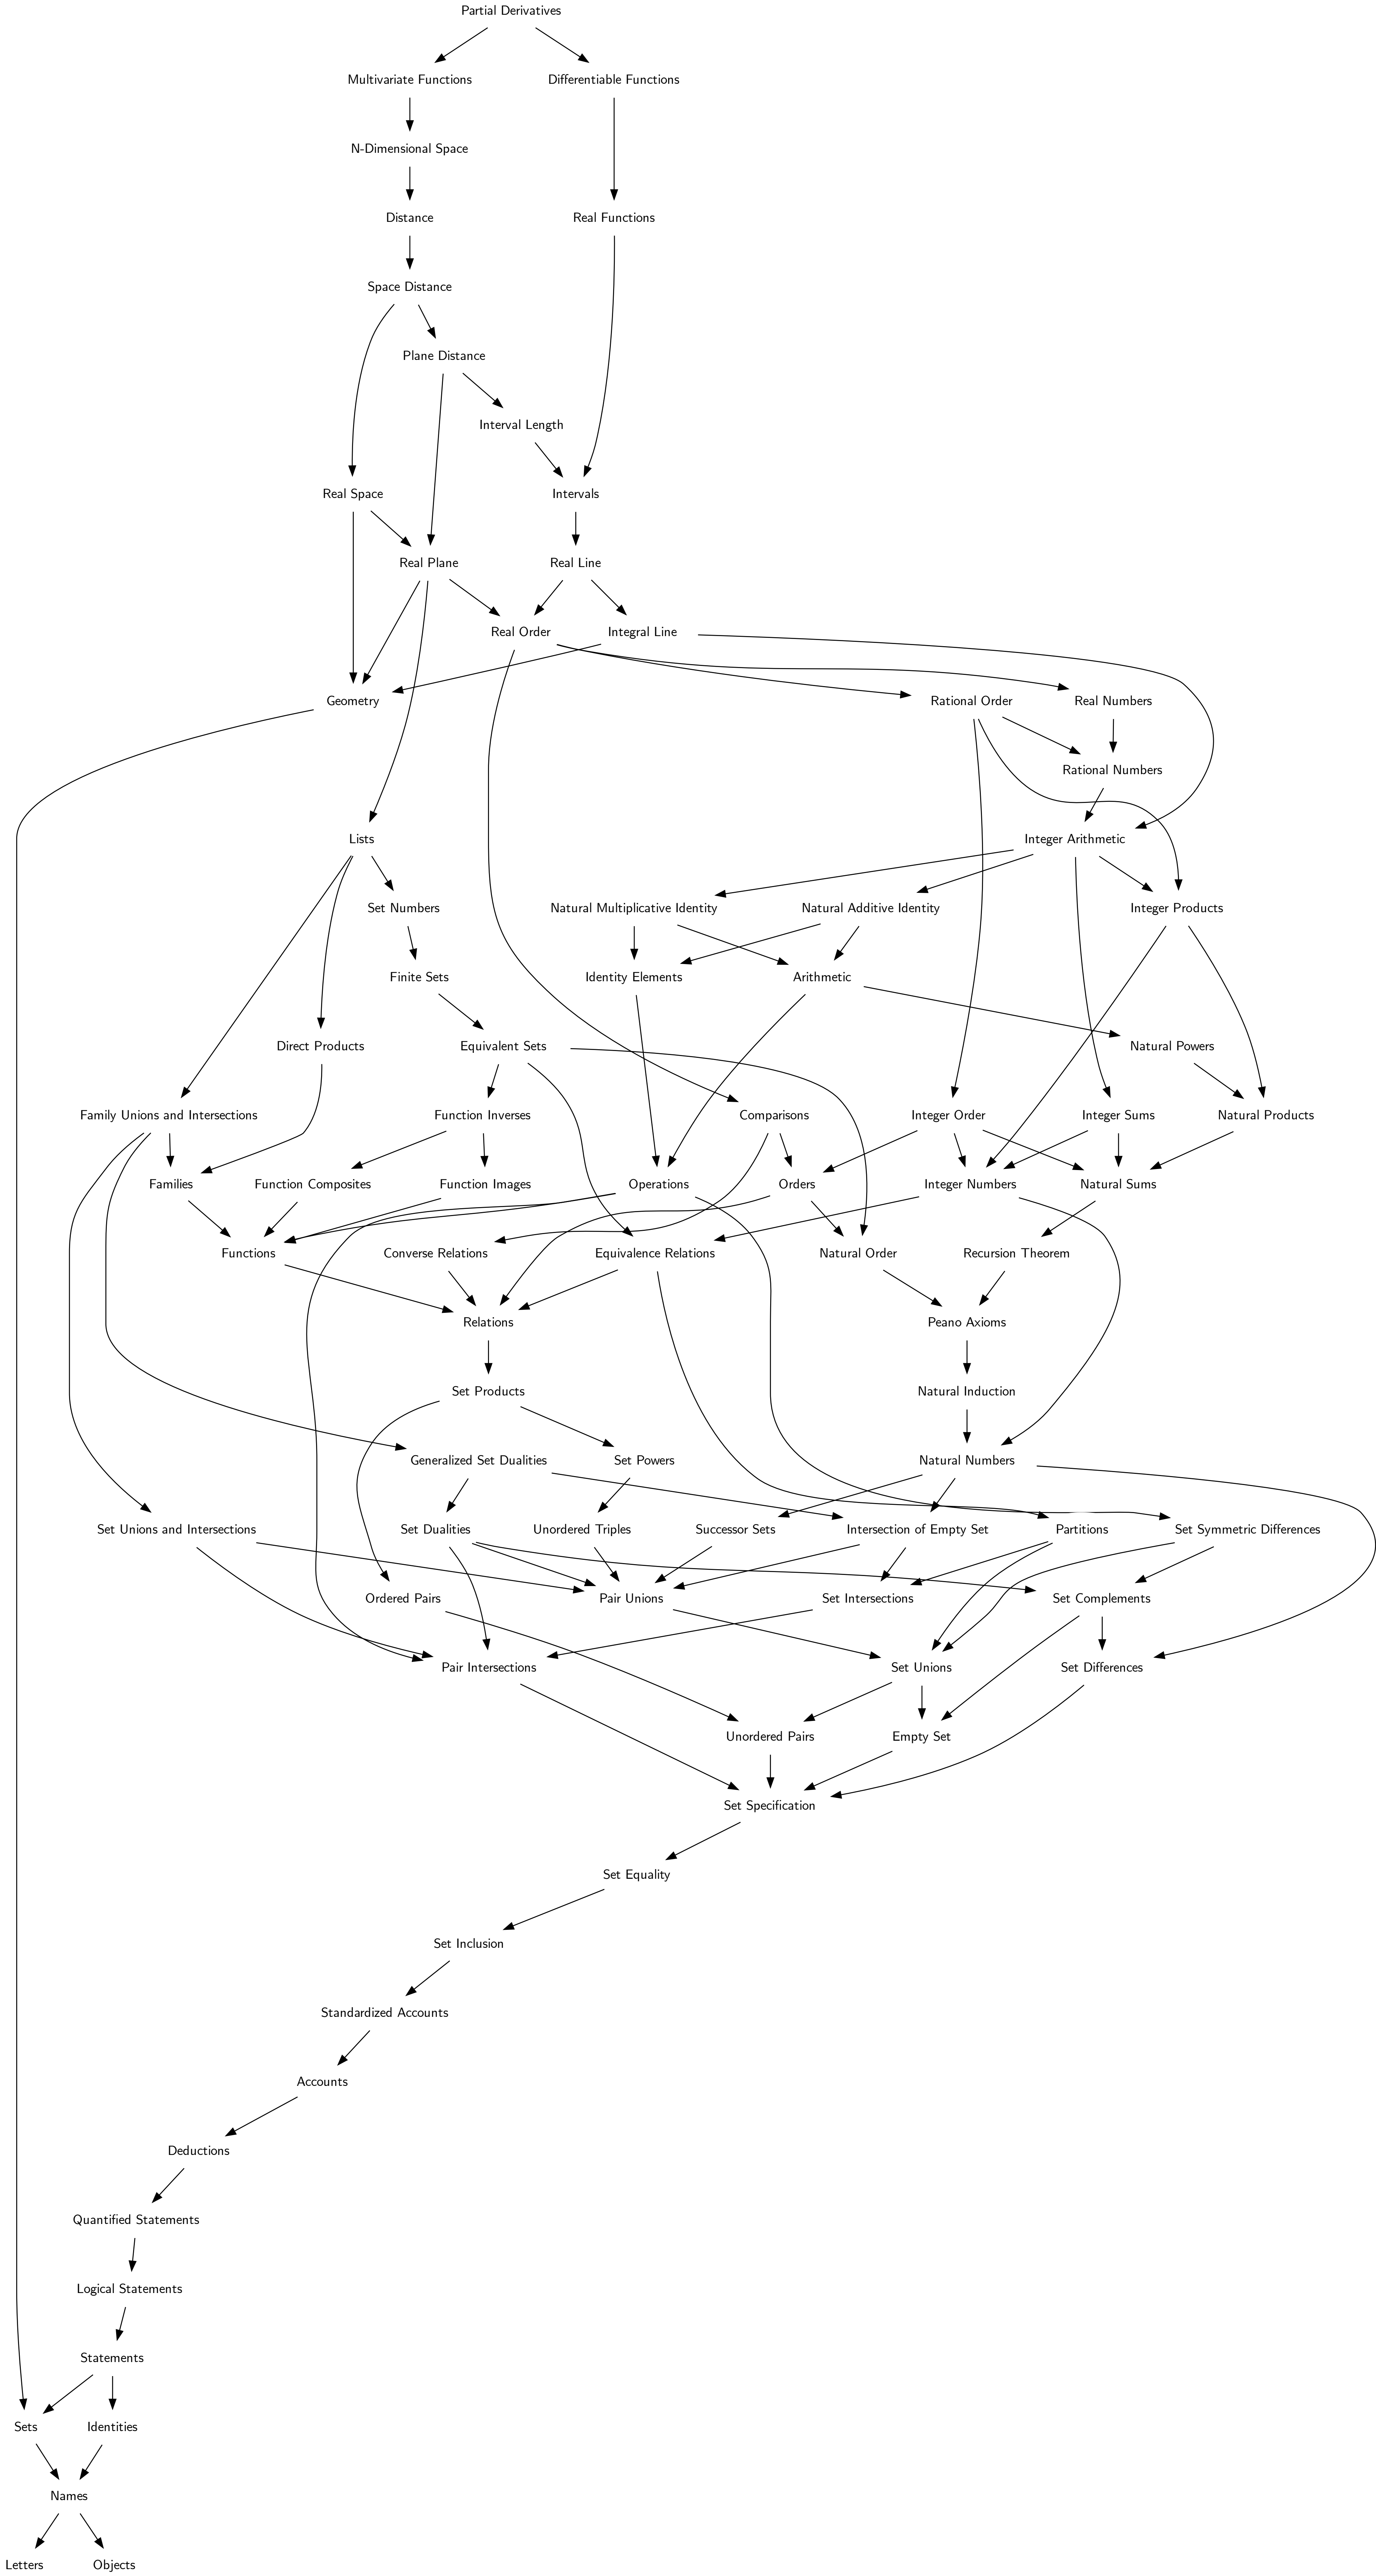 Partial Derivatives
Multivariate Functions
Differentiable Functions
N-Dimensional Space
Distance
Real Functions
Space Distance
Plane Distance
Interval Length
Real Space
Intervals
Real Plane
Real Line
Real Order
Integral Line
Geometry
Rational Order
Real Numbers
Rational Numbers
Lists
Integer Arithmetic
Set Numbers
Natural Multiplicative Identity
Natural Additive Identity
Integer Products
Finite Sets
Identity Elements
Arithmetic
Direct Products
Equivalent Sets
Natural Powers
Family Unions and Intersections
Function Inverses
Comparisons
Integer Order
Integer Sums
Natural Products
Families
Function Composites
Function Images
Operations
Orders
Integer Numbers
Natural Sums
Functions
Converse Relations
Equivalence Relations
Natural Order
Recursion Theorem
Relations
Peano Axioms
Set Products
Natural Induction
Generalized Set Dualities
Set Powers
Natural Numbers
Set Unions and Intersections
Set Dualities
Unordered Triples
Successor Sets
Intersection of Empty Set
Partitions
Set Symmetric Differences
Ordered Pairs
Pair Unions
Set Intersections
Set Complements
Pair Intersections
Set Unions
Set Differences
Unordered Pairs
Empty Set
Set Specification
Set Equality
Set Inclusion
Standardized Accounts
Accounts
Deductions
Quantified Statements
Logical Statements
Statements
Sets
Identities
Names
Letters
Objects